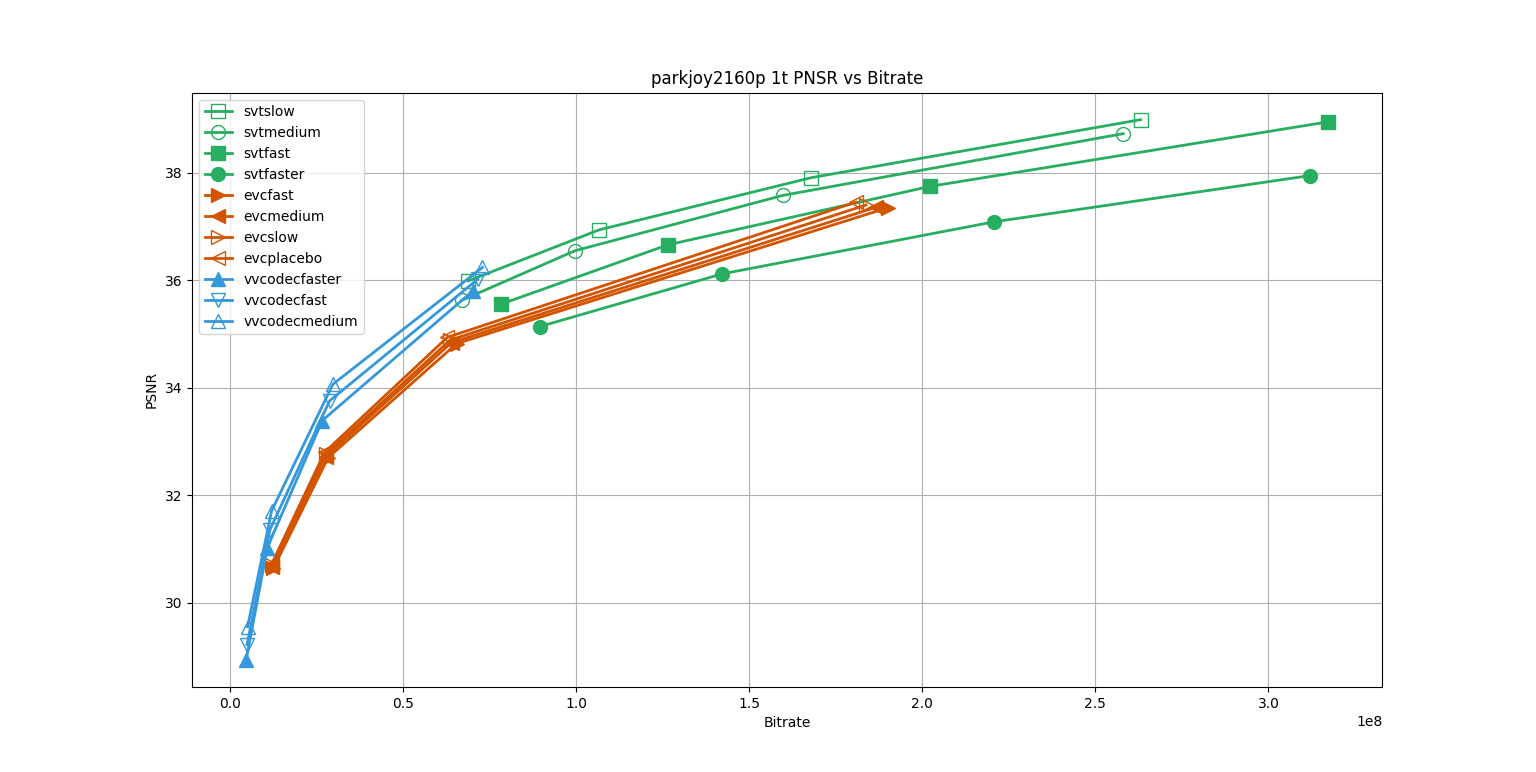 parkjoy2160p 1t PNSR vs Bitrate
svtslow
svtmedium
svtfast
svtfaster
evcfast
evcmedium
evcslow
evcplacebo
vvcodecfaster
vvcodecfast
vvcodecmedium
PSNR
38
36
34
32
30
0.0 0.5 1.0 1.5 2.0 2.5 3.0
1e8
Bitrate